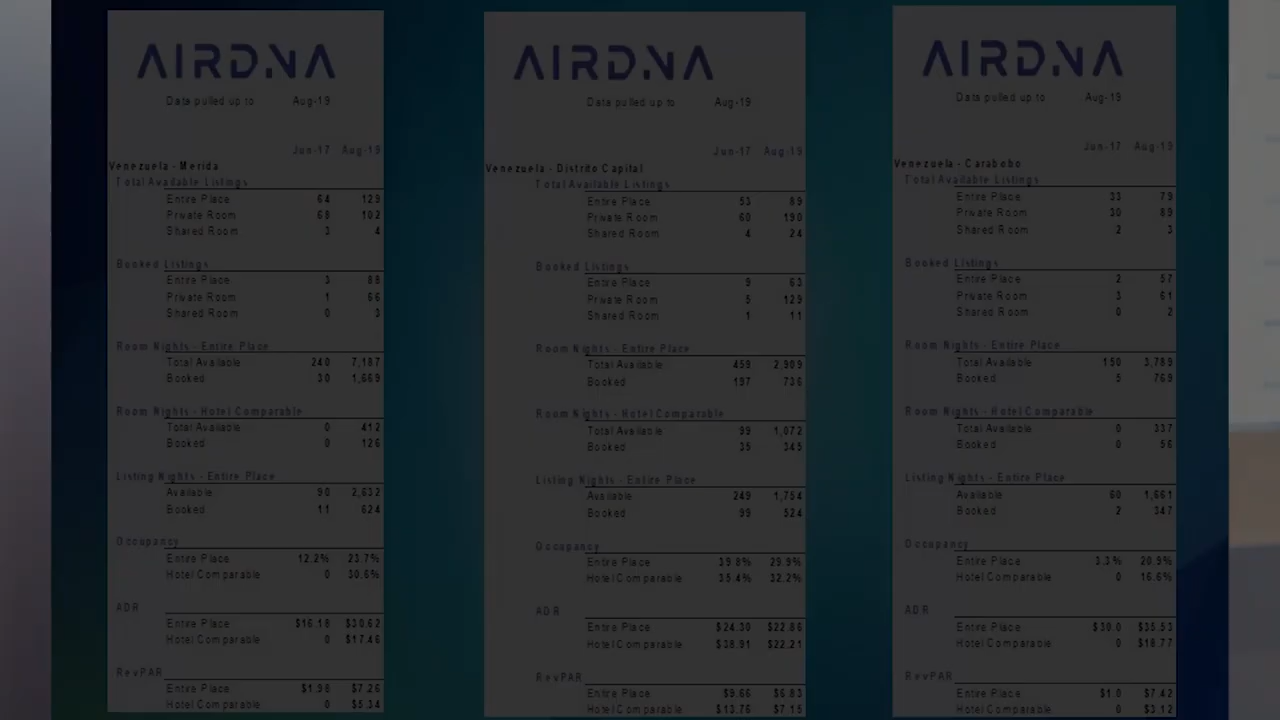 AIRDNA
Data pulled up to Aug-19
Jun-17 Aug-19
Venezuela - Merida
Total Available Listings
Entire Place 64 129
Private Room 68 102
Shared Room 3 4
Booked Listings
Entire Place 3 88
Private Room 1 66
Shared Room 0 3
Room Nights - Entire Place
Total Available 240 7,187
Booked 30 1,669
Room Nights - Hotel Comparable
Total Available 0 412
Booked 0 126
Listing Nights - Entire Place
Available 90 2,632
Booked 11 624
Occupancy
Entire Place 12.2% 23.7%
Hotel Comparable 0 30.6%
ADR
Entire Place $16.18 $30.62
Hotel Comparable 0 $17.46
RevPAR
Entire Place $1.98 $7.26
Hotel Comparable 0 $5.34
AIRDNA
Data pulled up to Aug-19
Jun-17 Aug-19
Venezuela - Distrito Capital
Total Available Listings
Entire Place 53 89
Private Room 60 190
Shared Room 4 24
Booked Listings
Entire Place 9 63
Private Room 5 129
Shared Room 1 11
Room Nights - Entire Place
Total Available 459 2,909
Booked 197 736
Room Nights - Hotel Comparable
Total Available 99 1,072
Booked 35 345
Listing Nights - Entire Place
Available 249 1,754
Booked 99 524
Occupancy
Entire Place 39.8% 29.9%
Hotel Comparable 35.4% 32.2%
ADR
Entire Place $24.30 $22.86
Hotel Comparable $38.91 $22.21
RevPAR
Entire Place $9.66 $6.83
Hotel Comparable $13.76 $7.15
AIRDNA
Data pulled up to Aug-19
Jun-17 Aug-19
Venezuela - Carabobo
Total Available Listings
Entire Place 33 79
Private Room 30 89
Shared Room 2 3
Booked Listings
Entire Place 2 57
Private Room 3 61
Shared Room 0 2
Room Nights - Entire Place
Total Available 150 3,789
Booked 5 769
Room Nights - Hotel Comparable
Total Available 0 337
Booked 0 56
Listing Nights - Entire Place
Available 60 1,661
Booked 2 347
Occupancy
Entire Place 3.3% 20.9%
Hotel Comparable 0 16.6%
ADR
Entire Place $30.0 $35.53
Hotel Comparable 0 $18.77
RevPAR
Entire Place $1.0 $7.42
Hotel Comparable 0 $3.12